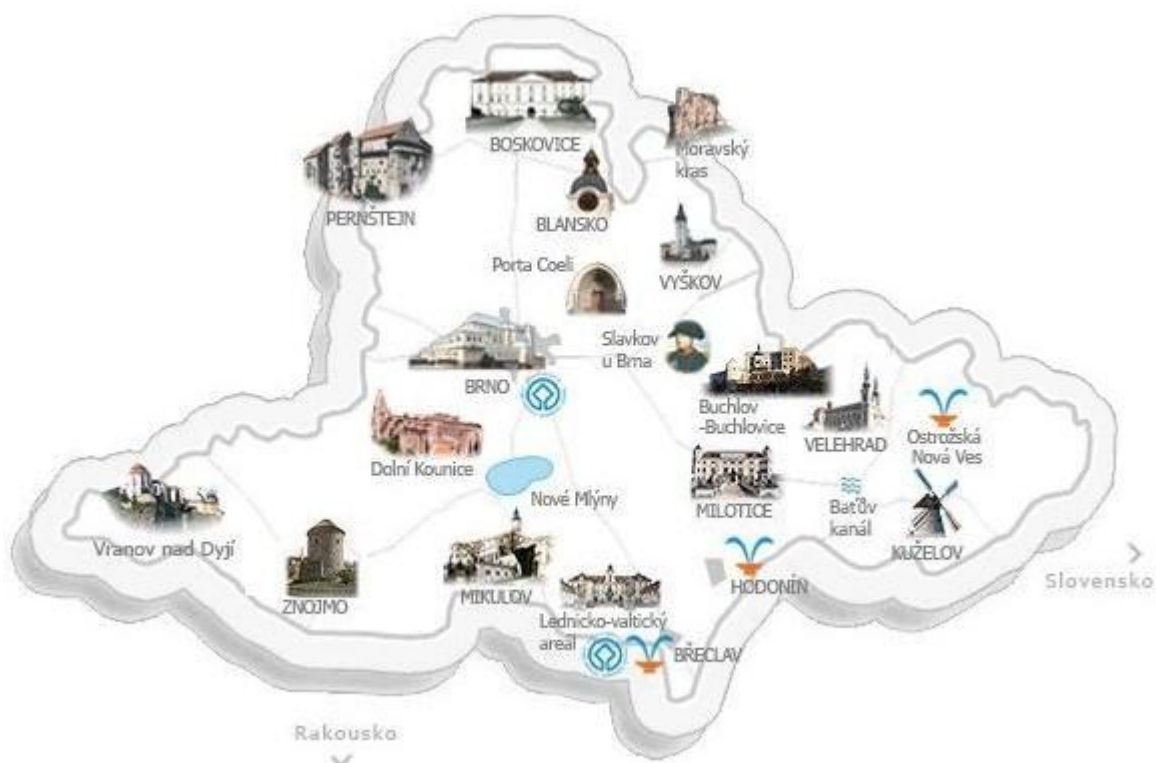 BOSKOVICE
Moravský
kras
PERNŠTEJN
BLANSKO
Porta Coeli
VYŠKOV
Slavkov
u Brna
BRNO
Buchlov
-Buchlovice
VELEHRAD
Ostrožská
Nová Ves
Dolní Kounice
Nové Mlýny
MILOTICE
Baťův
kanál
KUŽELOV
Vranov nad Dyjí
ZNOJMO
MIKULOV
HODONÍN
Slovensko
Lednicko-valtický
areál
BŘECLAV
Rakousko